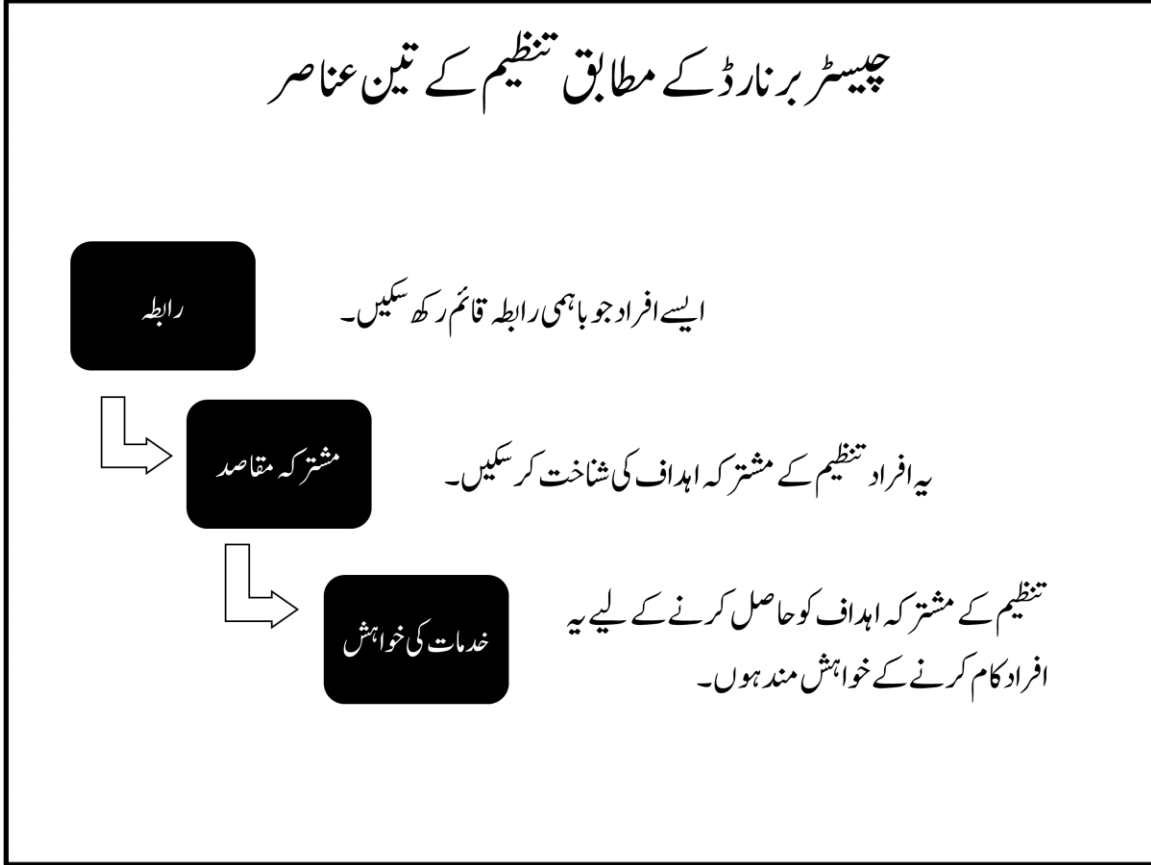 چیسٹر برنارڈ کے مطابق تنظیم کے تین عناصر
رابطہ
ایسے افراد جو باہمی رابطہ قائم رکھ سکیں۔
مشترکہ مقاصد
یہ افراد تنظیم کے مشترکہ اہداف کی شناخت کر سکیں۔
خدمات کی خواہش
تنظیم کے مشترکہ اہداف کو حاصل کرنے کے لیے یہ
افراد کام کرنے کے خواہش مند ہوں۔